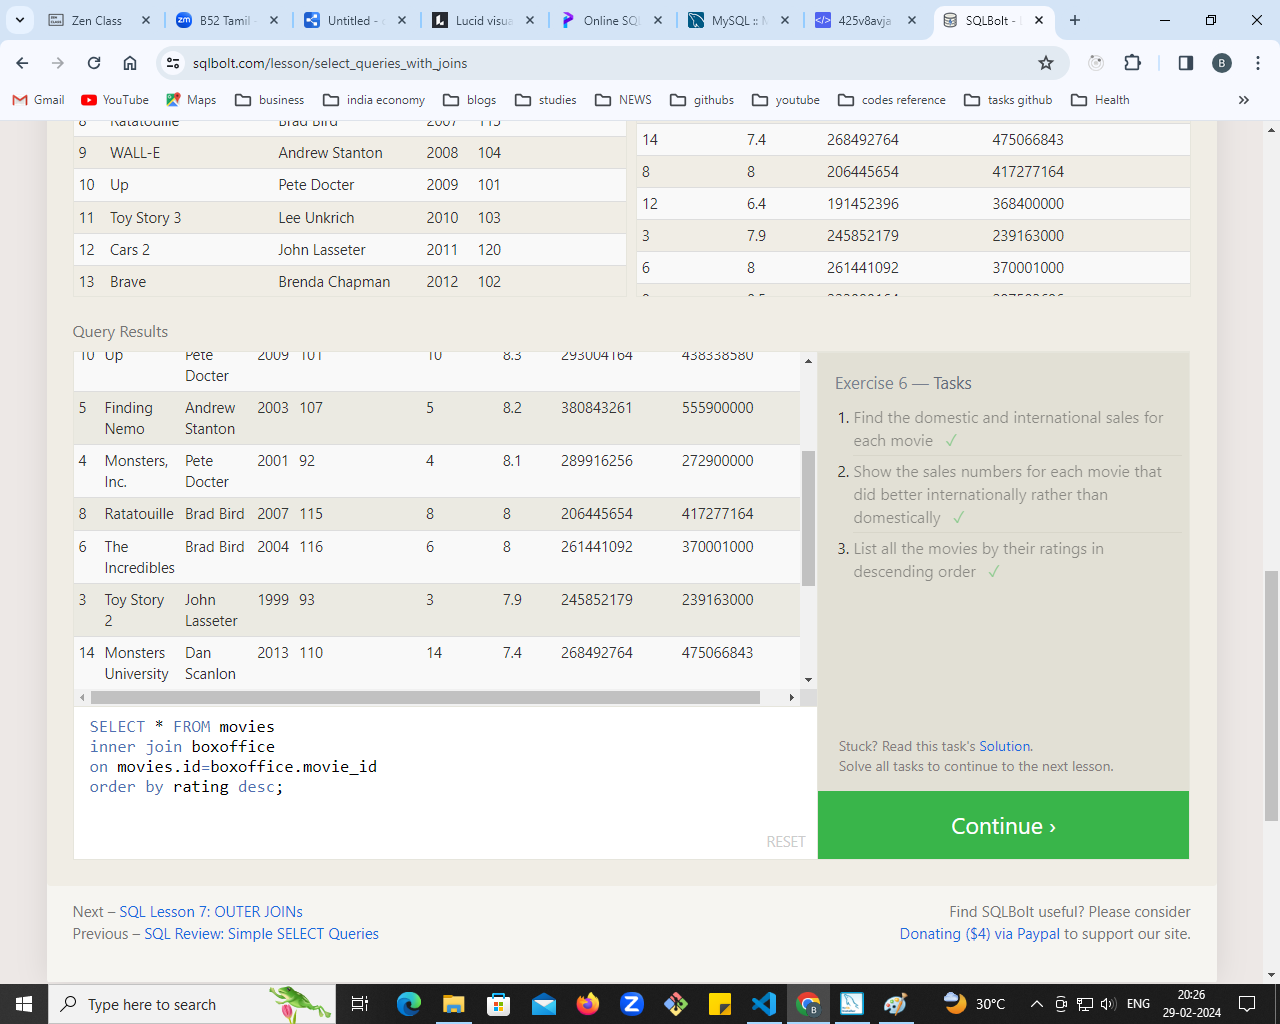 Zen Class
B52 Tamil
Untitled -
Lucid visua
Online SQL
MySQL ::
425v8avja
SQLBolt -
sqlbolt.com/lesson/select_queries_with_joins
B
Gmail
YouTube
Maps
business
india economy
blogs
studies
NEWS
githubs
youtube
codes reference
tasks github
Health
8 Ratatouille Brad Bird 2007 115
9 WALL-E Andrew Stanton 2008 104
10 Up Pete Docter 2009 101
11 Toy Story 3 Lee Unkrich 2010 103
12 Cars 2 John Lasseter 2011 120
13 Brave Brenda Chapman 2012 102
14 7.4 268492764 475066843
8 8 206445654 417277164
12 6.4 191452396 368400000
3 7.9 245852179 239163000
6 8 261441092 370001000
Query Results
10 Up Pete Docter 2009 101 10 8.3 293004164 438338580
5 Finding Nemo Andrew Stanton 2003 107 5 8.2 380843261 555900000
4 Monsters, Inc. Pete Docter 2001 92 4 8.1 289916256 272900000
8 Ratatouille Brad Bird 2007 115 8 8 206445654 417277164
6 The Incredibles Brad Bird 2004 116 6 8 261441092 370001000
3 Toy Story 2 John Lasseter 1999 93 3 7.9 245852179 239163000
14 Monsters University Dan Scanlon 2013 110 14 7.4 268492764 475066843
Exercise 6 — Tasks
1. Find the domestic and international sales for
each movie ✓
2. Show the sales numbers for each movie that
did better internationally rather than
domestically ✓
3. List all the movies by their ratings in
descending order ✓
SELECT * FROM movies
inner join boxoffice
on movies.id=boxoffice.movie_id
order by rating desc;
RESET
Stuck? Read this task's Solution.
Solve all tasks to continue to the next lesson.
Continue ›
Next – SQL Lesson 7: OUTER JOINs
Previous – SQL Review: Simple SELECT Queries
Find SQLBolt useful? Please consider
Donating ($4) via Paypal to support our site.
Type here to search
30°C
ENG
20:26
29-02-2024